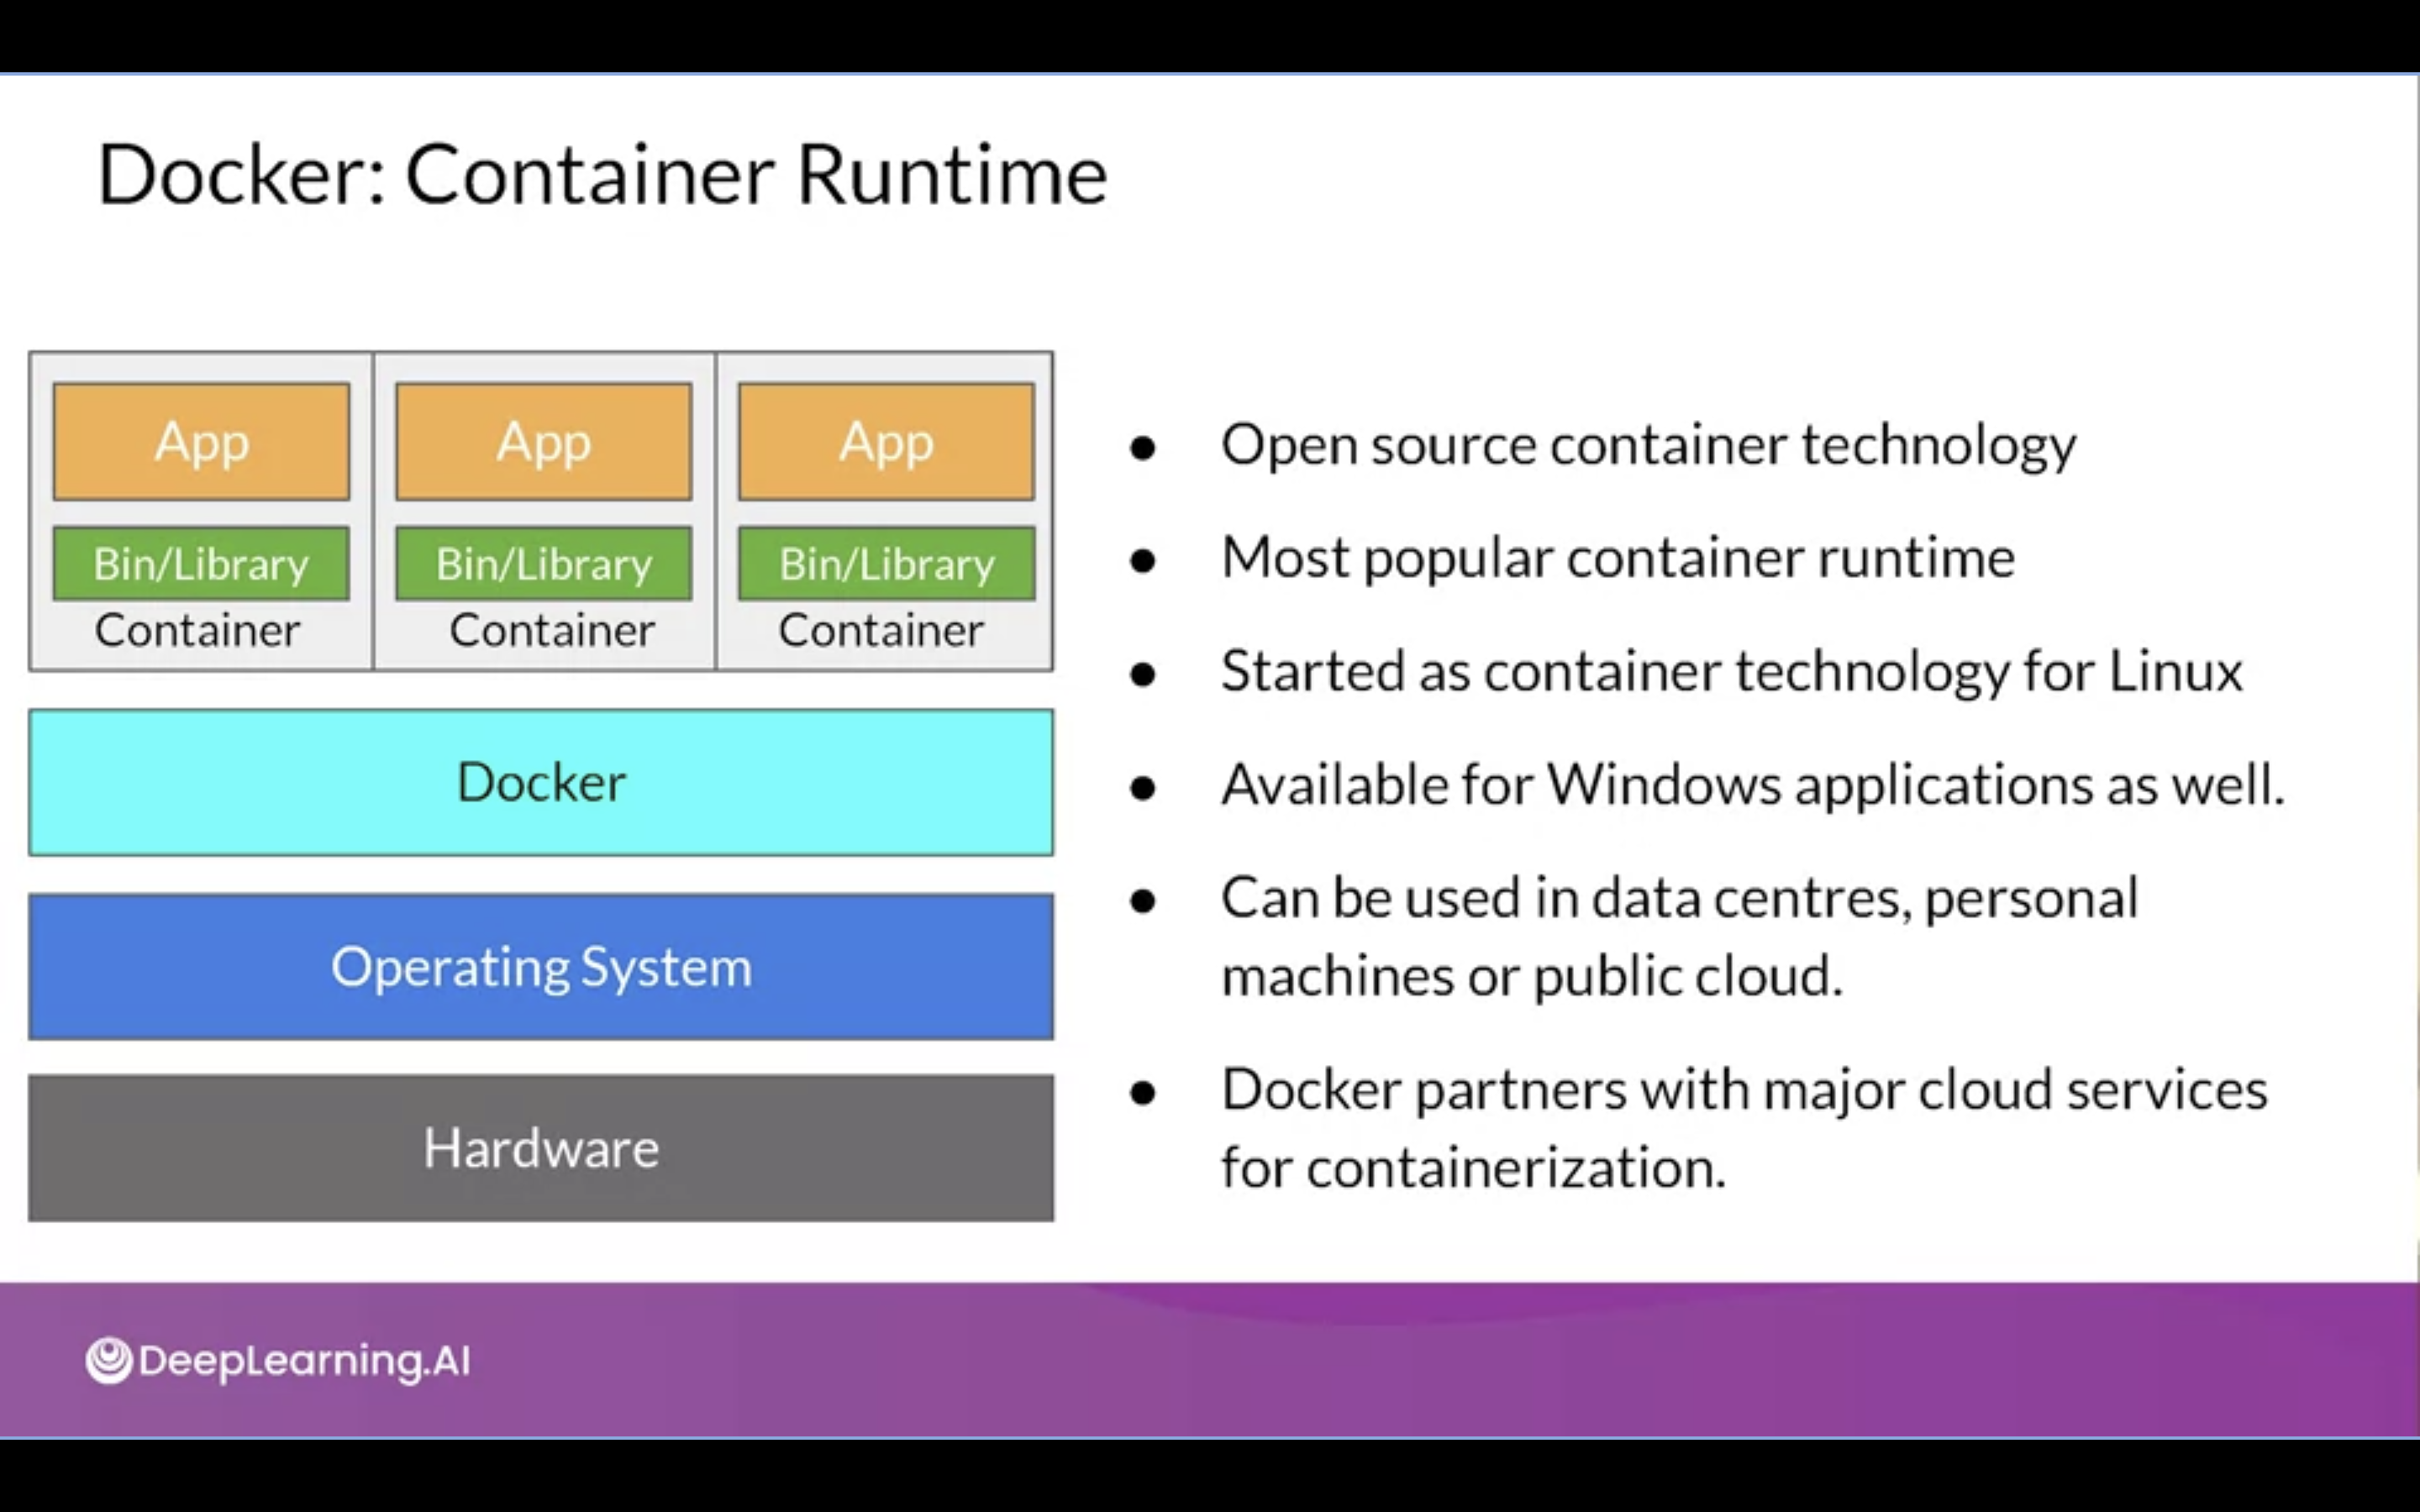 Docker: Container Runtime
App App App
Bin/Library Bin/Library Bin/Library
Container Container Container
Docker
Operating System
Hardware
● Open source container technology
● Most popular container runtime
● Started as container technology for Linux
● Available for Windows applications as well.
● Can be used in data centres, personal
machines or public cloud.
● Docker partners with major cloud services
for containerization.
DeepLearning.AI